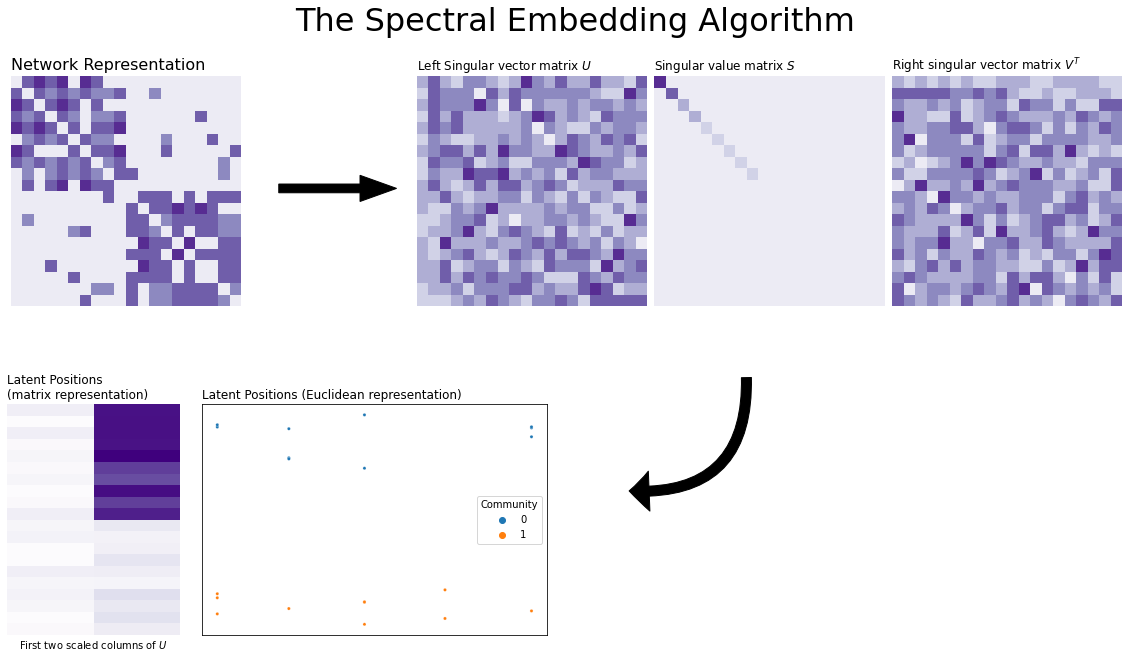 The Spectral Embedding Algorithm
Network Representation
Left Singular vector matrix U
Singular value matrix S
Right singular vector matrix V^T
Latent Positions
(matrix representation)
Latent Positions (Euclidean representation)
Community
0
1
First two scaled columns of U